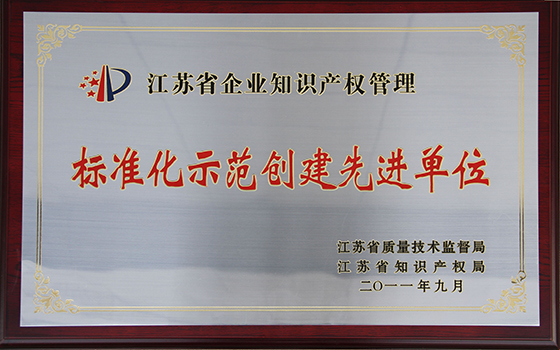 江苏省企业知识产权管理
标准化示范创建先进单位
江苏省质量技术监督局
江苏省知识产权局
二〇一一年九月